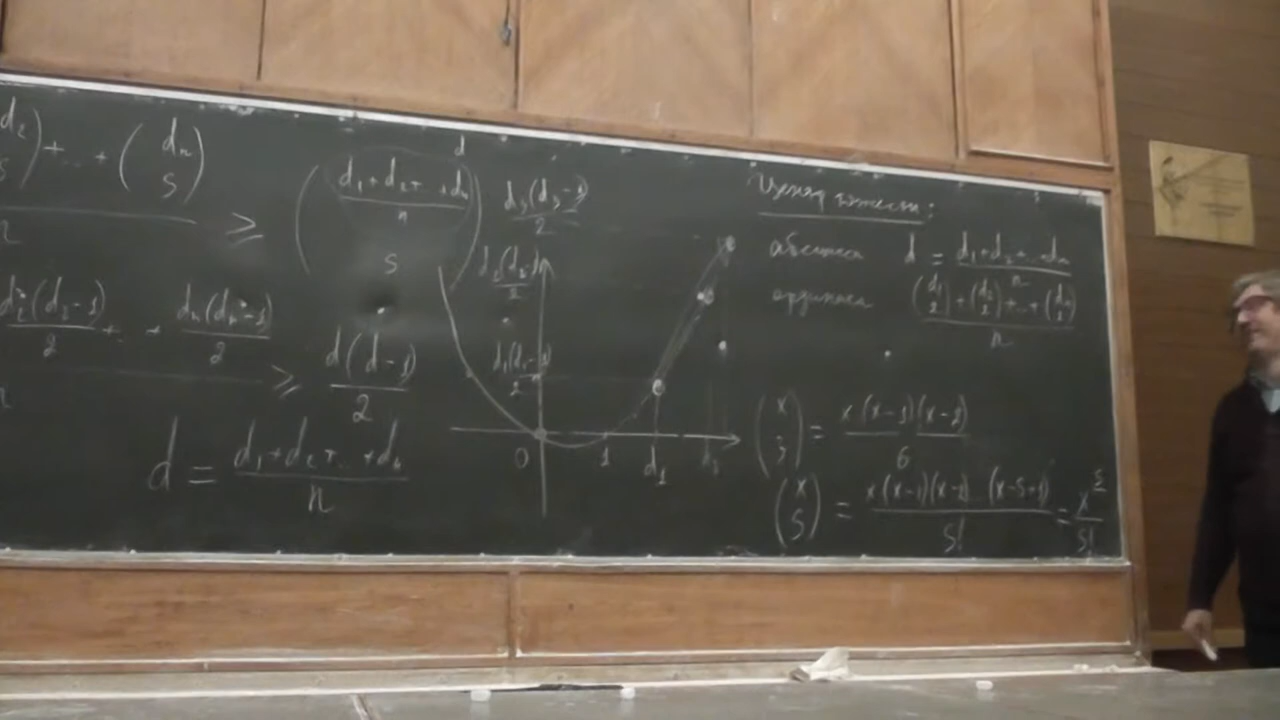 d₂ d
( s ) + ... + ( dₙ s ) / n ≥ ( (d₁+d₂+...+dₙ)/n s )
d₂(d₂-1)/2 + ... + dₙ(dₙ-1)/2 / n ≥ d(d-1)/2
d = (d₁+d₂+...+dₙ)/n
d₃(d₃-1)/2
d₂(d₂-1)/2
d₁(d₁-1)/2
0 1 d₁
Центр тяжести:
абсцисса d = (d₁+d₂+...dₙ)/n
ордината ((d₁ 2)+(d₂ 2)+...+(dₙ 2))/n
(x 3) = x(x-1)(x-2)/6
(x s) = x(x-1)(x-2)...(x-s+1)/s! = xˢ/s!